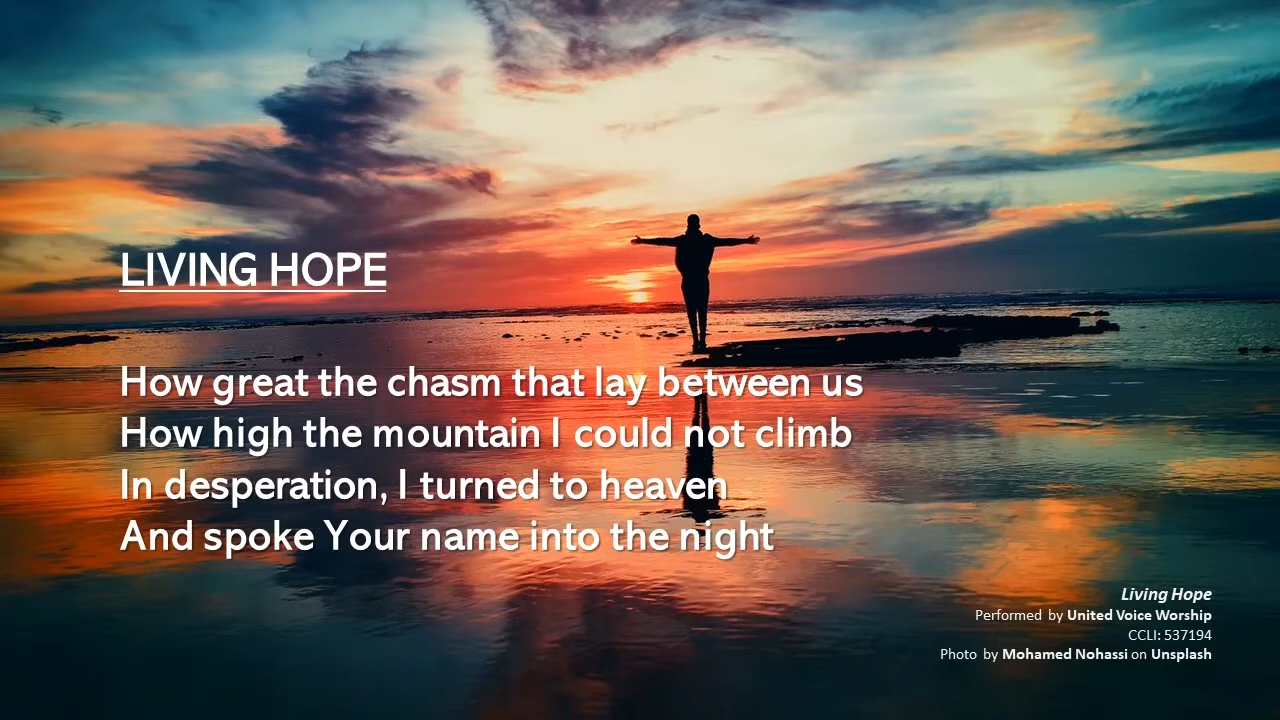 LIVING HOPE
How great the chasm that lay between us
How high the mountain I could not climb
In desperation, I turned to heaven
And spoke Your name into the night
Living Hope
Performed by United Voice Worship
CCLI: 537194
Photo by Mohamed Nohassi on Unsplash